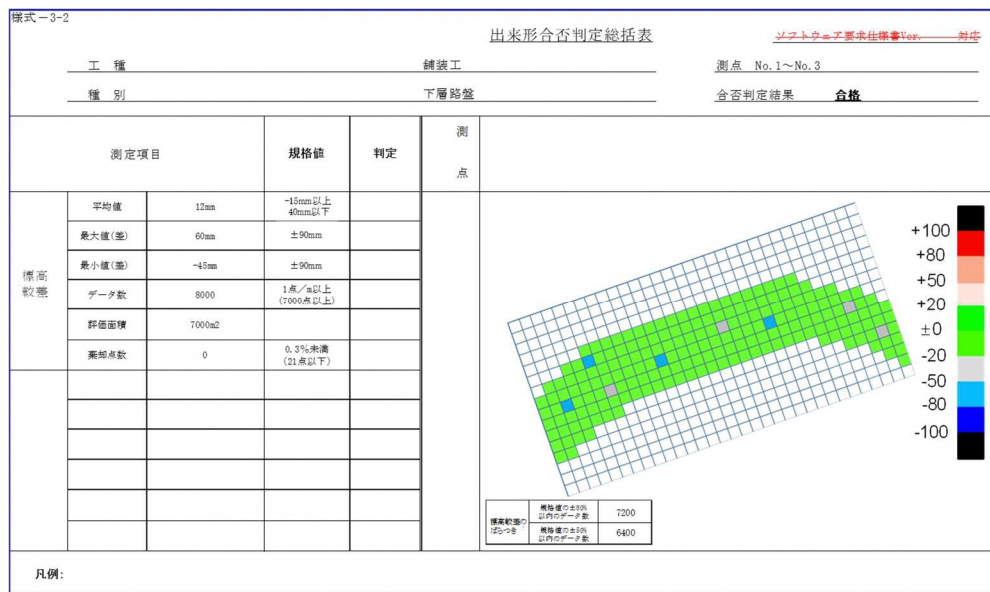 様式－3-2
出来形合否判定総括表
ソフトウェア要求仕様書Ver. 対応
工 種 舗装工 測点 No.1～No.3
種 別 下層路盤 合否判定結果 合格
測定項目 規格値 判定 測点
標高較差
平均値 12mm -15mm以上 40mm以下
最大値(差) 60mm ±90mm
最小値(差) -45mm ±90mm
データ数 8000 1点／㎡以上 (7000点以上)
評価面積 7000m2
棄却点数 0 0.3%未満 (21点以下)
+100
+80
+50
+20
±0
-20
-50
-80
-100
標高較差のばらつき
規格値の±80%以内のデータ数 7200
規格値の±50%以内のデータ数 6400
凡例: